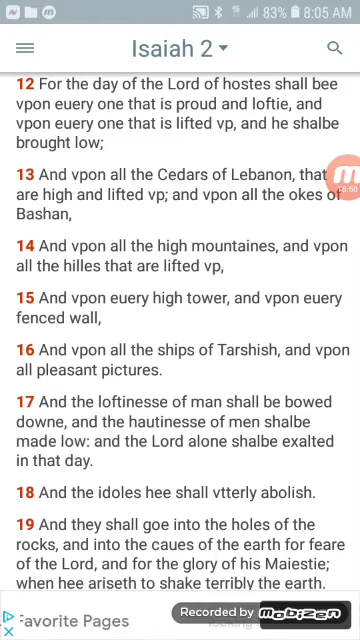 83% 8:05 AM
Isaiah 2
12 For the day of the Lord of hostes shall bee
vpon euery one that is proud and loftie, and
vpon euery one that is lifted vp, and he shalbe
brought low;
13 And vpon all the Cedars of Lebanon, that
are high and lifted vp; and vpon all the okes of
Bashan,
8:50
14 And vpon all the high mountaines, and vpon
all the hilles that are lifted vp,
15 And vpon euery high tower, and vpon euery
fenced wall,
16 And vpon all the ships of Tarshish, and vpon
all pleasant pictures.
17 And the loftinesse of man shall be bowed
downe, and the hautinesse of men shalbe
made low: and the Lord alone shalbe exalted
in that day.
18 And the idoles hee shall vtterly abolish.
19 And they shall goe into the holes of the
rocks, and into the caues of the earth for feare
of the Lord, and for the glory of his Maiestie;
when hee ariseth to shake terribly the earth.
Favorite Pages
Recorded by mobizen